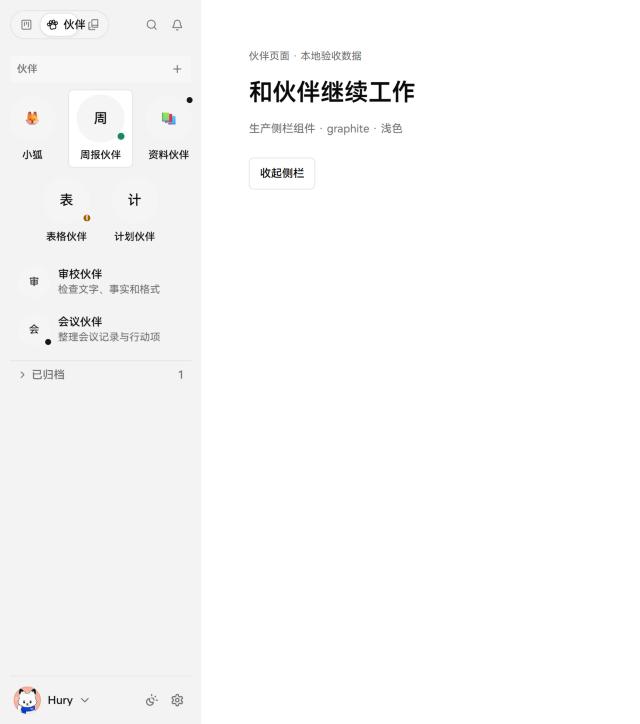 伙伴
伙伴
小狐
周
周报伙伴
资料伙伴
表
表格伙伴
计
计划伙伴
审
审校伙伴
检查文字、事实和格式
会
会议伙伴
整理会议记录与行动项
已归档 1
Hury
伙伴页面 · 本地验收数据
和伙伴继续工作
生产侧栏组件 · graphite · 浅色
收起侧栏